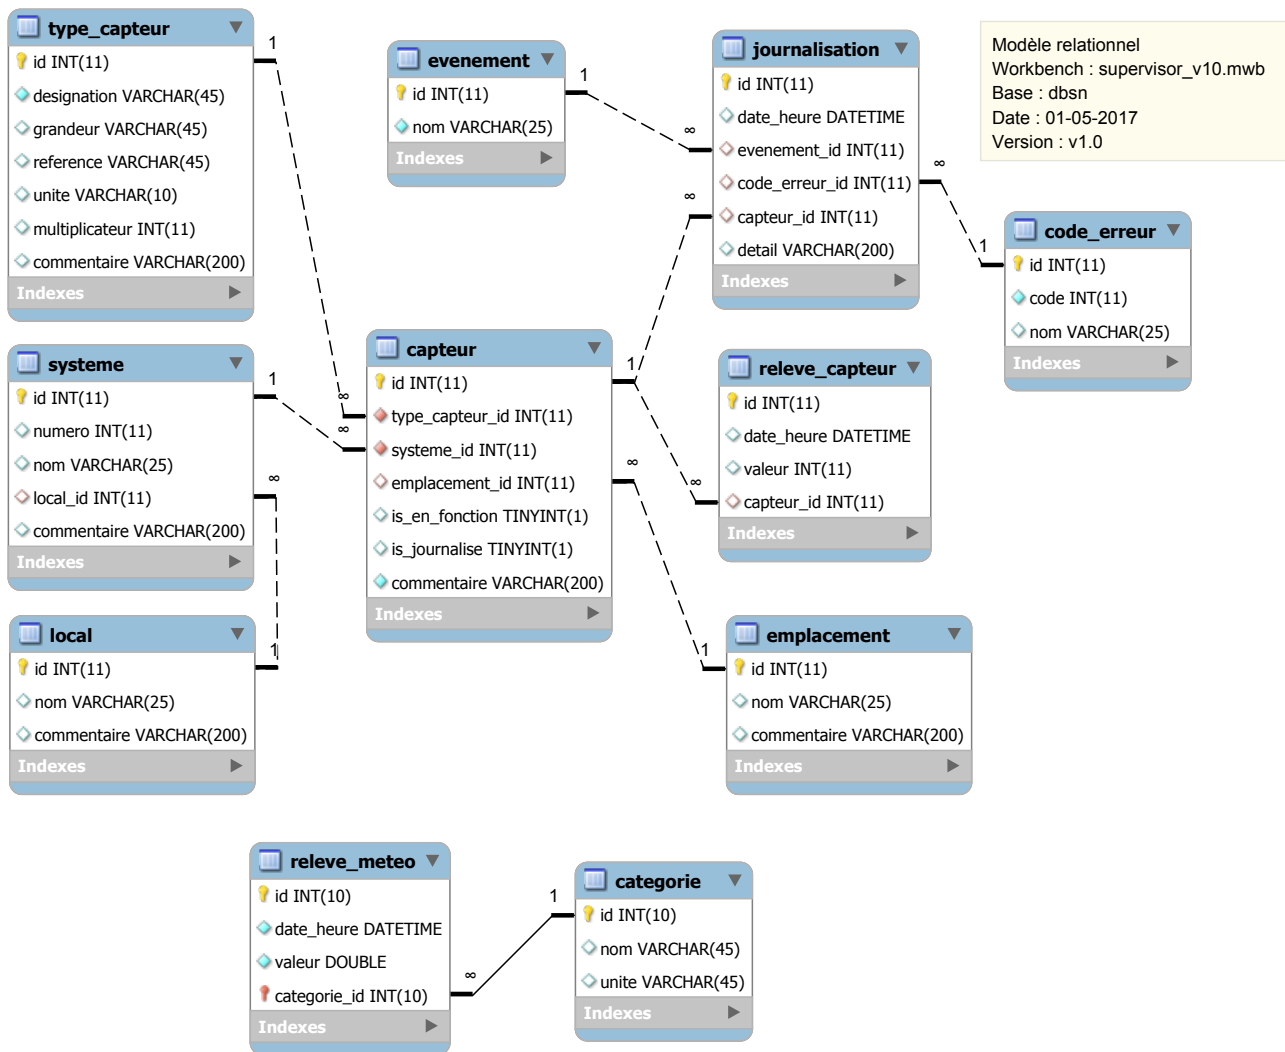 type_capteur
id INT(11)
designation VARCHAR(45)
grandeur VARCHAR(45)
reference VARCHAR(45)
unite VARCHAR(10)
multiplicateur INT(11)
commentaire VARCHAR(200)
Indexes
1
evenement
id INT(11)
nom VARCHAR(25)
Indexes
1
∞
journalisation
id INT(11)
date_heure DATETIME
evenement_id INT(11)
code_erreur_id INT(11)
capteur_id INT(11)
detail VARCHAR(200)
Indexes
∞
∞
Modèle relationnel
Workbench : supervisor_v10.mwb
Base : dbsn
Date : 01-05-2017
Version : v1.0
code_erreur
id INT(11)
code INT(11)
nom VARCHAR(25)
Indexes
1
systeme
id INT(11)
numero INT(11)
nom VARCHAR(25)
local_id INT(11)
commentaire VARCHAR(200)
Indexes
1
∞
capteur
id INT(11)
type_capteur_id INT(11)
systeme_id INT(11)
emplacement_id INT(11)
is_en_fonction TINYINT(1)
is_journalise TINYINT(1)
commentaire VARCHAR(200)
Indexes
∞
∞
1
∞
releve_capteur
id INT(11)
date_heure DATETIME
valeur INT(11)
capteur_id INT(11)
Indexes
∞
local
id INT(11)
nom VARCHAR(25)
commentaire VARCHAR(200)
Indexes
1
emplacement
id INT(11)
nom VARCHAR(25)
commentaire VARCHAR(200)
Indexes
1
releve_meteo
id INT(10)
date_heure DATETIME
valeur DOUBLE
categorie_id INT(10)
Indexes
∞
categorie
id INT(10)
nom VARCHAR(45)
unite VARCHAR(45)
Indexes
1